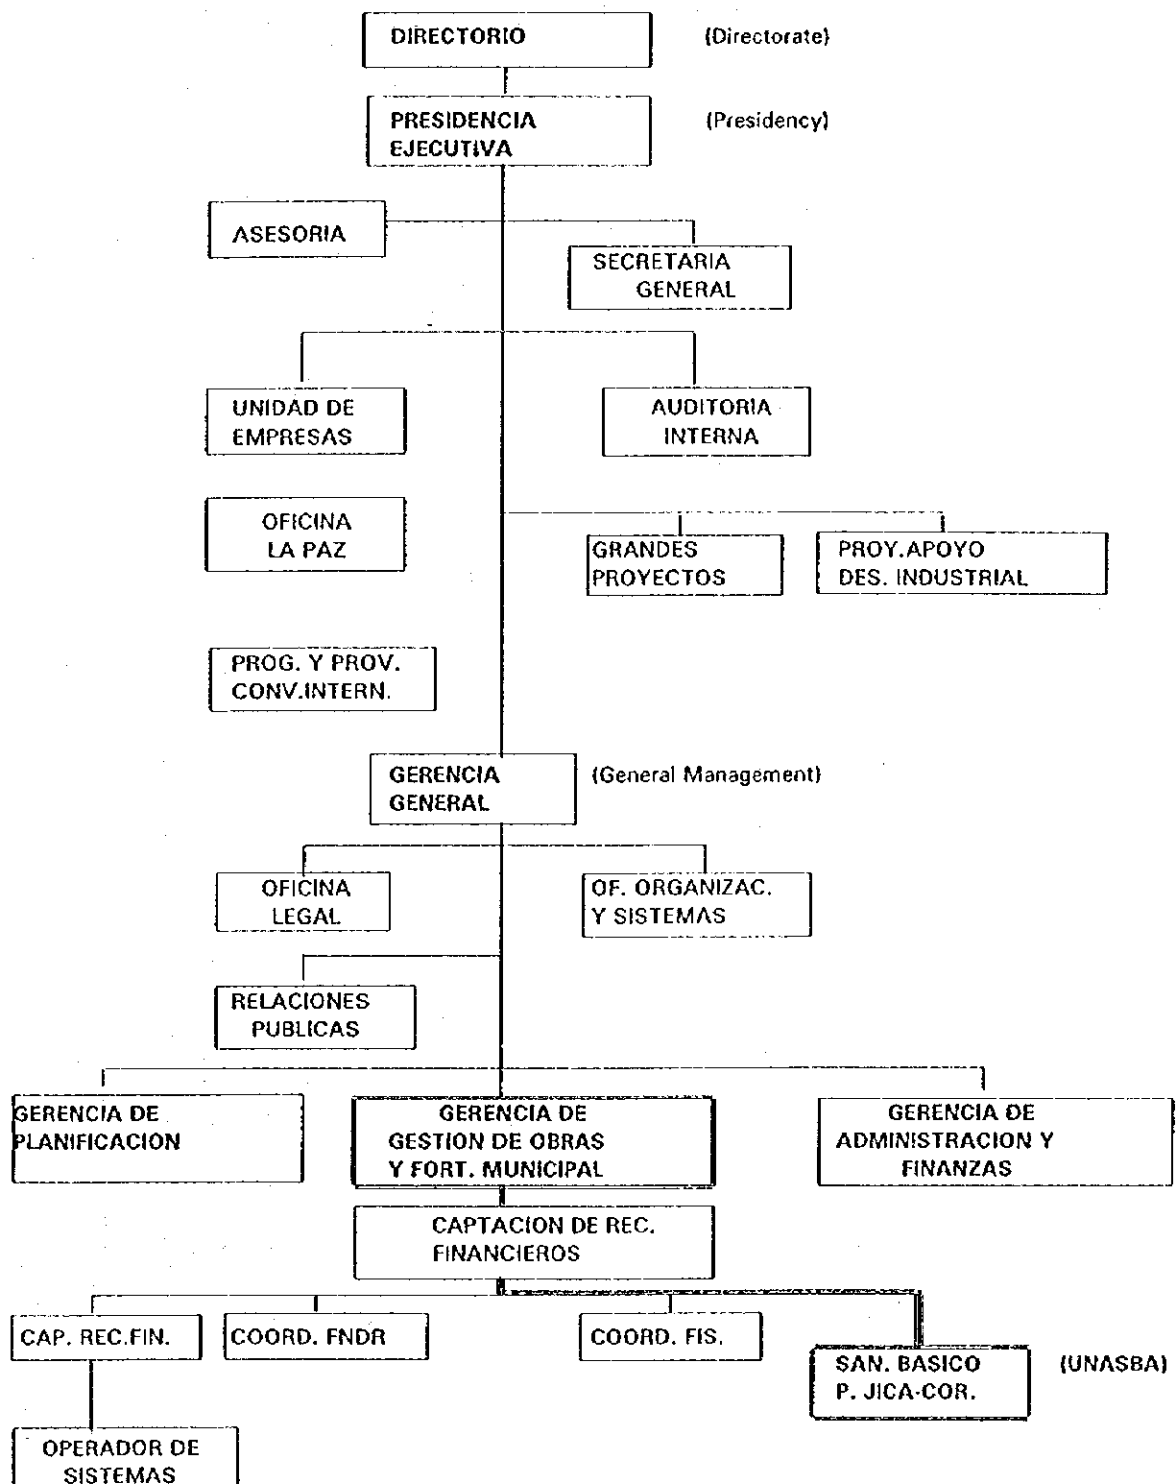 DIRECTORIO (Directorate)
PRESIDENCIA (Presidency)
EJECUTIVA
ASESORIA
SECRETARIA
GENERAL
UNIDAD DE
EMPRESAS
AUDITORIA
INTERNA
OFICINA
LA PAZ
GRANDES
PROYECTOS
PROY.APOYO
DES. INDUSTRIAL
PROG. Y PROV.
CONV.INTERN.
GERENCIA (General Management)
GENERAL
OFICINA
LEGAL
OF. ORGANIZAC.
Y SISTEMAS
RELACIONES
PUBLICAS
GERENCIA DE
PLANIFICACION
GERENCIA DE
GESTION DE OBRAS
Y FORT. MUNICIPAL
GERENCIA DE
ADMINISTRACION Y
FINANZAS
CAPTACION DE REC.
FINANCIEROS
CAP. REC.FIN.
COORD. FNDR
COORD. FIS.
SAN. BASICO (UNASBA)
P. JICA-COR.
OPERADOR DE
SISTEMAS